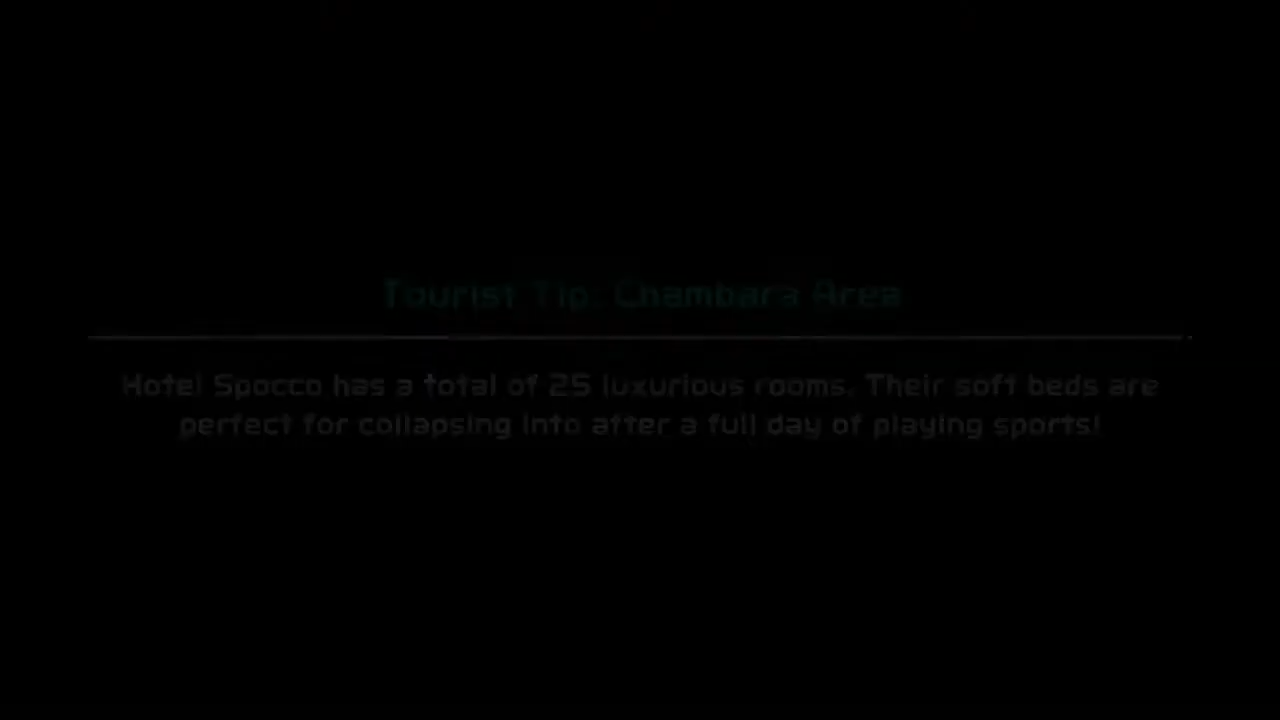 Tourist Tip: Chambara Area
Hotel Spocco has a total of 25 luxurious rooms. Their soft beds are
perfect for collapsing into after a full day of playing sports!